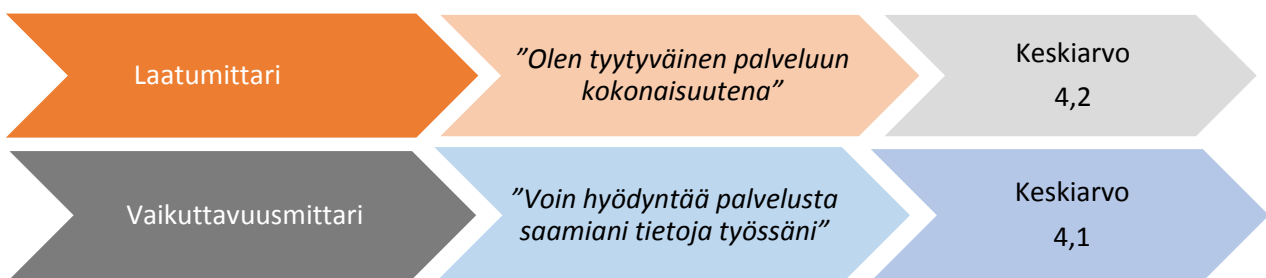 Laatumittari
”Olen tyytyväinen palveluun
kokonaisuutena”
Keskiarvo
4,2
Vaikuttavuusmittari
”Voin hyödyntää palvelusta
saamiani tietoja työssäni”
Keskiarvo
4,1